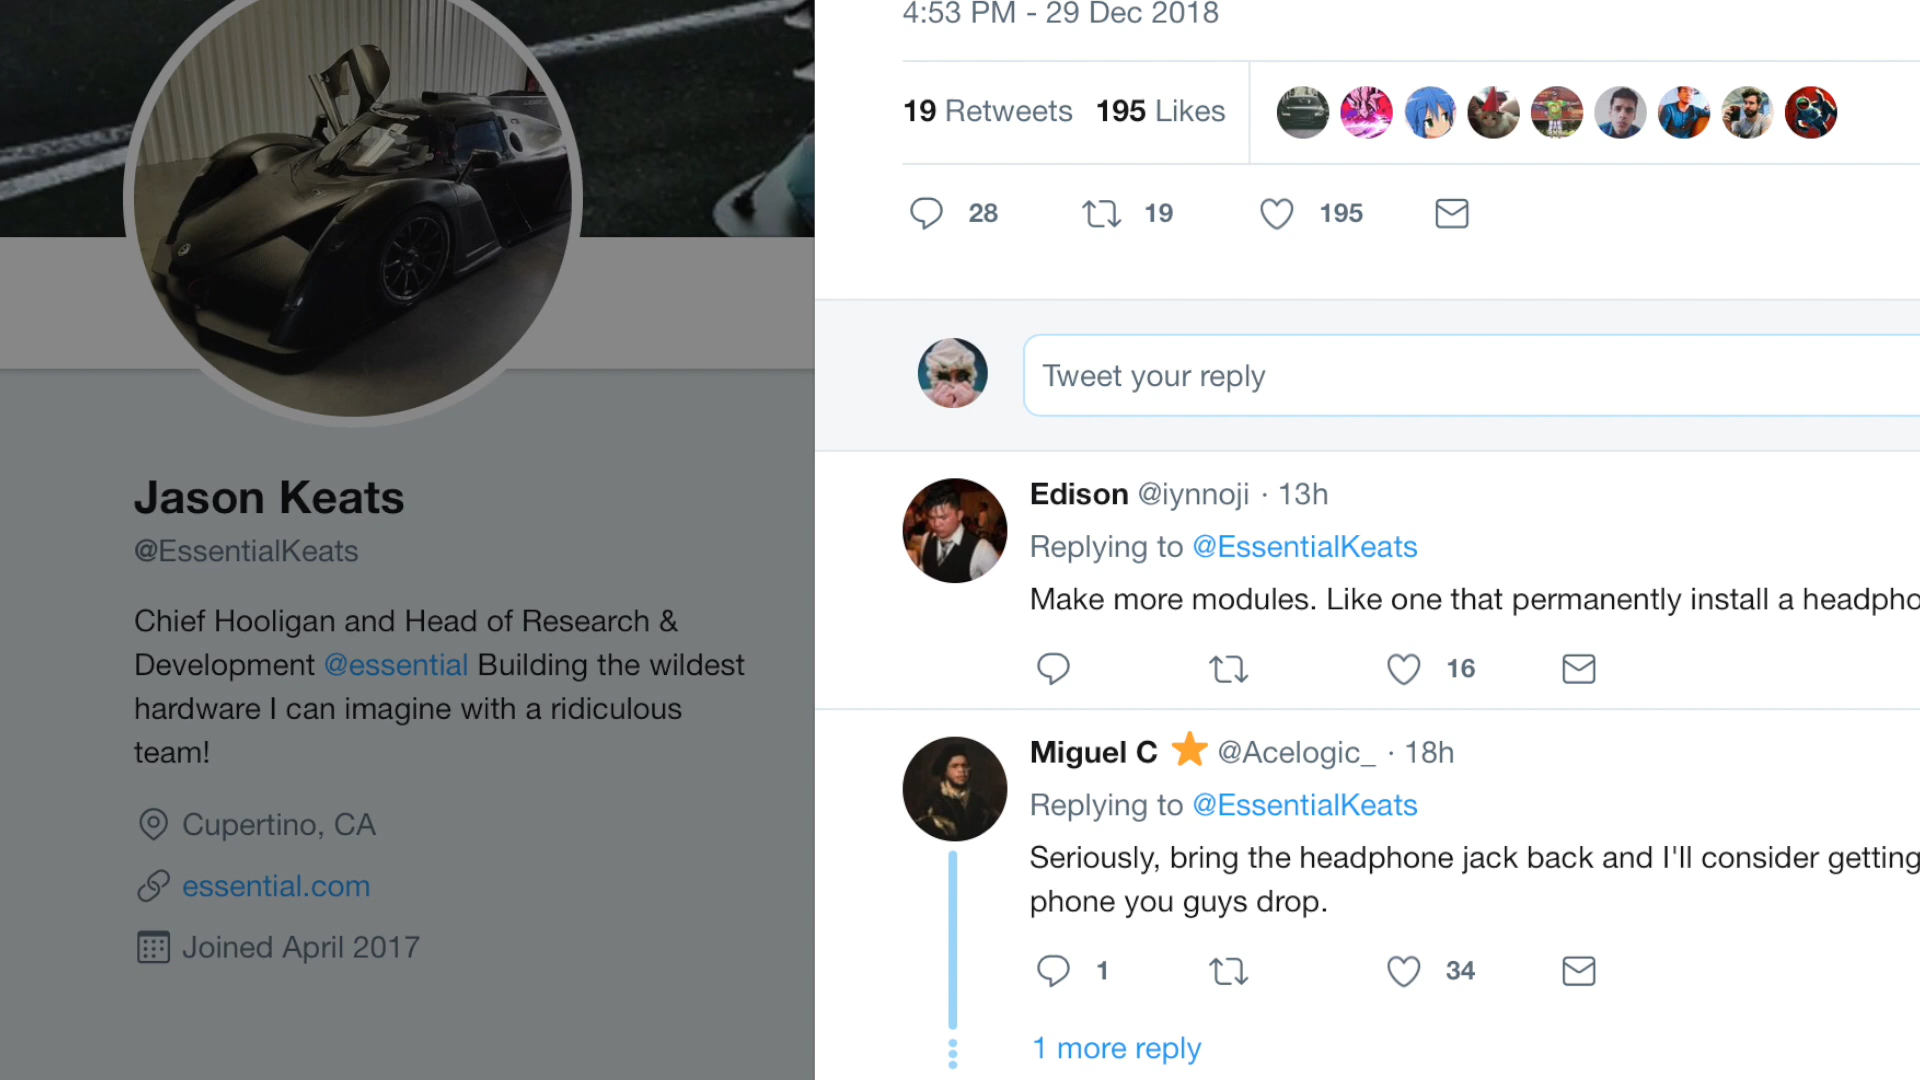 Jason Keats
@EssentialKeats
Chief Hooligan and Head of Research &
Development @essential Building the wildest
hardware I can imagine with a ridiculous
team!
Cupertino, CA
essential.com
Joined April 2017
4:53 PM - 29 Dec 2018
19 Retweets 195 Likes
28 19 195
Tweet your reply
Edison @iynnoji · 13h
Replying to @EssentialKeats
Make more modules. Like one that permanently install a headpho
16
Miguel C @Acelogic_ · 18h
Replying to @EssentialKeats
Seriously, bring the headphone jack back and I'll consider getting
phone you guys drop.
1 34
1 more reply